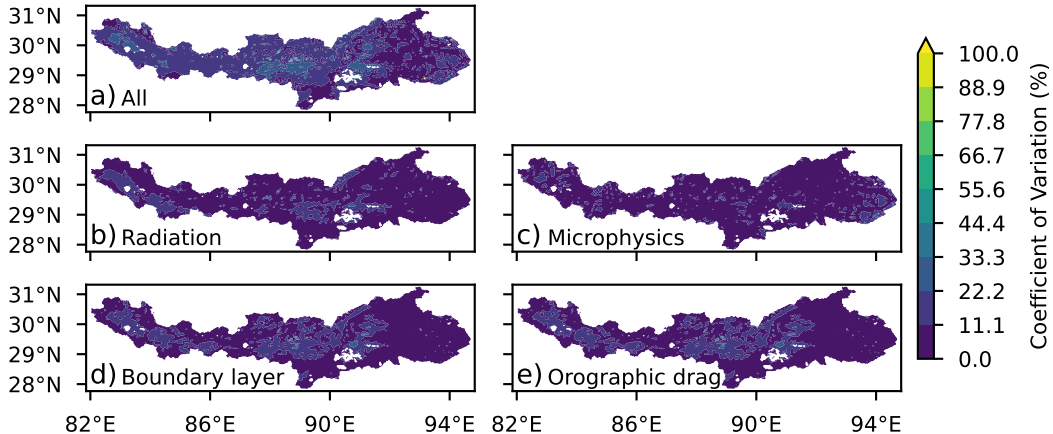 31°N
30°N
29°N
28°N
a) All
31°N
30°N
29°N
28°N
b) Radiation
c) Microphysics
31°N
30°N
29°N
28°N
d) Boundary layer
e) Orographic drag
82°E 86°E 90°E 94°E 82°E 86°E 90°E 94°E
100.0
88.9
77.8
66.7
55.6
44.4
33.3
22.2
11.1
0.0
Coefficient of Variation (%)